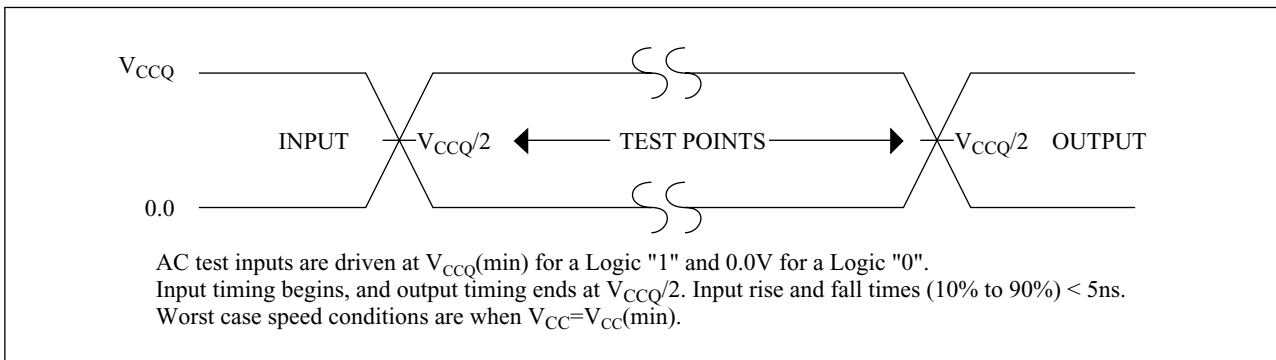 VCCQ
INPUT VCCQ/2 TEST POINTS VCCQ/2 OUTPUT
0.0
AC test inputs are driven at VCCQ(min) for a Logic "1" and 0.0V for a Logic "0".
Input timing begins, and output timing ends at VCCQ/2. Input rise and fall times (10% to 90%) < 5ns.
Worst case speed conditions are when VCC=VCC(min).